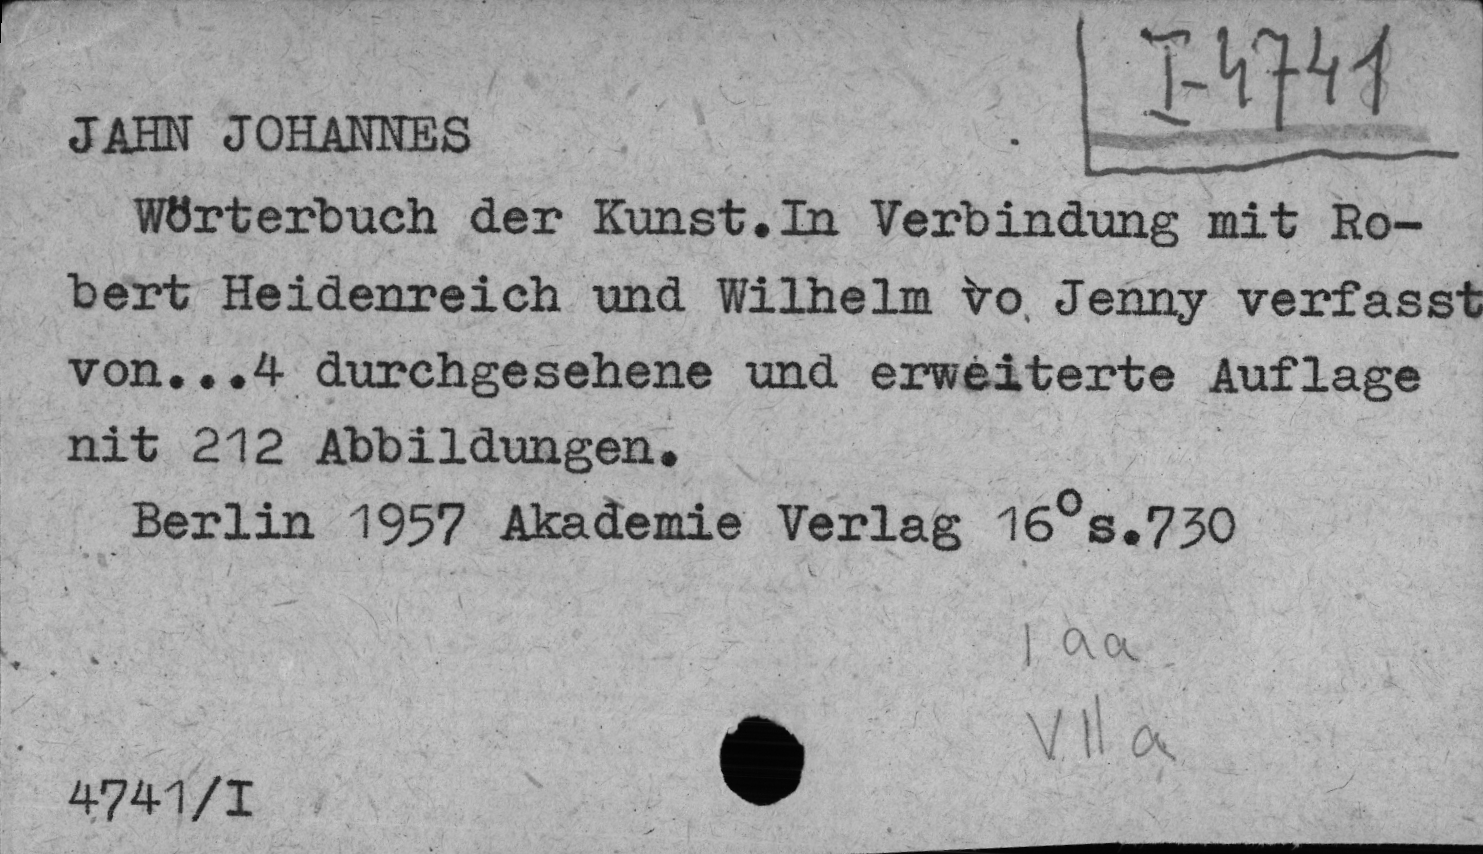 I-4741
JAHN JOHANNES
Wörterbuch der Kunst.In Verbindung mit Ro-
bert Heidenreich und Wilhelm vo. Jenny verfasst
von...4 durchgesehene und erweiterte Auflage
nit 212 Abbildungen.
Berlin 1957 Akademie Verlag 16° s.730
I aa
VII a
4741/I